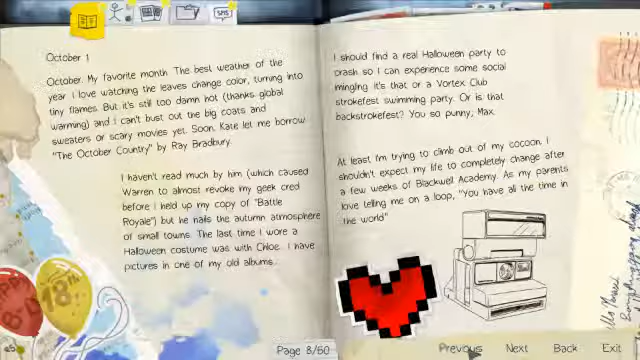 SMS
October 1
October. My favorite month. The best weather of the
year. I love watching the leaves change color, turning into
tiny flames. But it's still too damn hot (thanks global
warming) and I can't bust out the big coats and
sweaters or scary movies yet. Soon. Kate let me borrow
"The October Country" by Ray Bradbury.
I haven't read much by him (which caused
Warren to almost revoke my geek cred
before I held up my copy of "Battle
Royale") but he nails the autumn atmosphere
of small towns. The last time I wore a
Halloween costume was with Chloe. I have
pictures in one of my old albums...
I should find a real Halloween party to
crash so I can experience some social
mingling it's that or a Vortex Club
strokefest swimming party. Or is that
backstrokefest? You so punny, Max.
At least I'm trying to climb out of my cocoon. I
shouldn't expect my life to completely change after
a few weeks of Blackwell Academy. As my parents
love telling me on a loop, "You have all the time in
the world"
18th
Page 8/60
Previous Next Back Exit